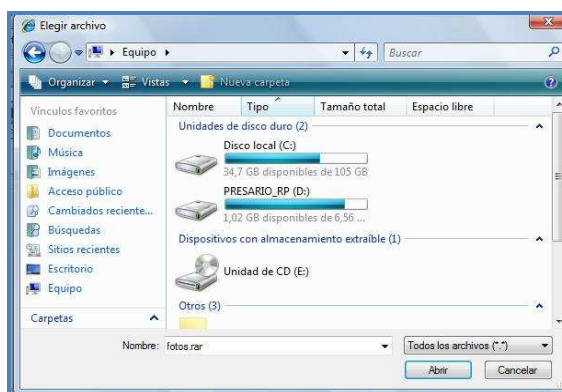 Elegir archivo
Equipo
Buscar
Organizar Vistas Nueva carpeta
Vínculos favoritos
Documentos
Música
Imágenes
Acceso público
Cambiados reciente...
Búsquedas
Sitios recientes
Escritorio
Equipo
Carpetas
Nombre Tipo Tamaño total Espacio libre
Unidades de disco duro (2)
Disco local (C:)
34,7 GB disponibles de 105 GB
PRESARIO_RP (D:)
1,02 GB disponibles de 6,56 ...
Dispositivos con almacenamiento extraíble (1)
Unidad de CD (E:)
Otros (3)
Nombre: fotos.rar Todos los archivos (*.*)
Abrir Cancelar